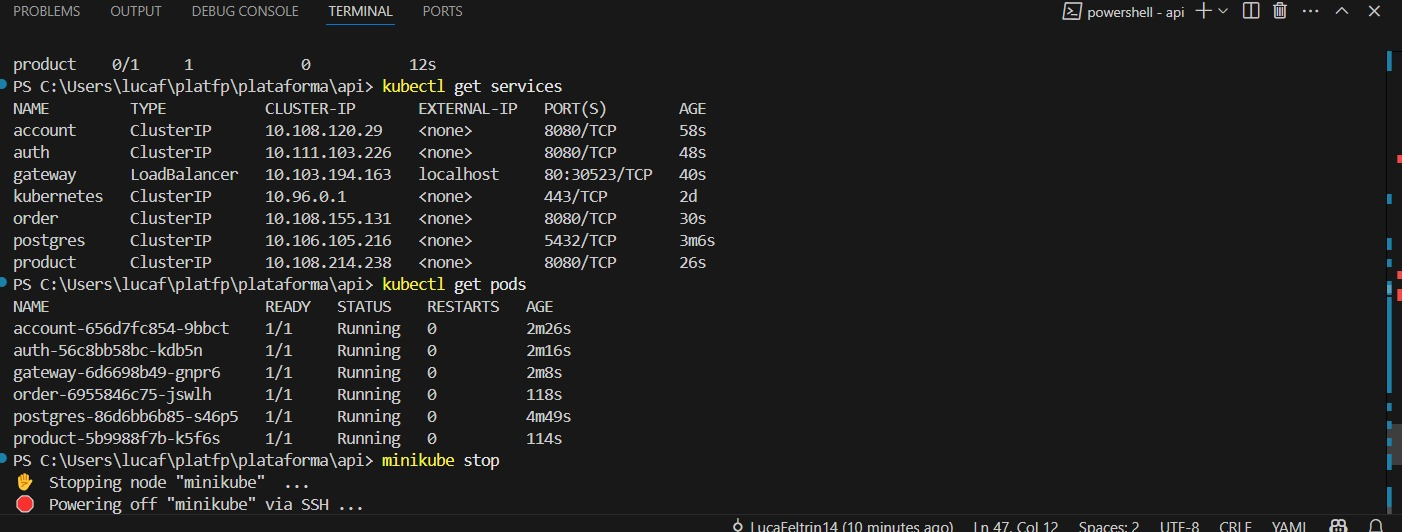 PROBLEMS OUTPUT DEBUG CONSOLE TERMINAL PORTS powershell - api
product 0/1 1 0 12s
PS C:\Users\lucaf\platfp\plataforma\api> kubectl get services
NAME TYPE CLUSTER-IP EXTERNAL-IP PORT(S) AGE
account ClusterIP 10.108.120.29 <none> 8080/TCP 58s
auth ClusterIP 10.111.103.226 <none> 8080/TCP 48s
gateway LoadBalancer 10.103.194.163 localhost 80:30523/TCP 40s
kubernetes ClusterIP 10.96.0.1 <none> 443/TCP 2d
order ClusterIP 10.108.155.131 <none> 8080/TCP 30s
postgres ClusterIP 10.106.105.216 <none> 5432/TCP 3m6s
product ClusterIP 10.108.214.238 <none> 8080/TCP 26s
PS C:\Users\lucaf\platfp\plataforma\api> kubectl get pods
NAME READY STATUS RESTARTS AGE
account-656d7fc854-9bbct 1/1 Running 0 2m26s
auth-56c8bb58bc-kdb5n 1/1 Running 0 2m16s
gateway-6d6698b49-gnpr6 1/1 Running 0 2m8s
order-6955846c75-jswlh 1/1 Running 0 118s
postgres-86d6bb6b85-s46p5 1/1 Running 0 4m49s
product-5b9988f7b-k5f6s 1/1 Running 0 114s
PS C:\Users\lucaf\platfp\plataforma\api> minikube stop
Stopping node "minikube" ...
Powering off "minikube" via SSH ...
LucaFeltrin14 (10 minutes ago) Ln 47, Col 12 Spaces: 2 UTF-8 CRLF YAML